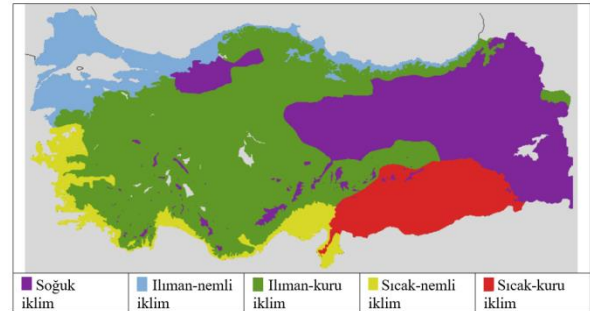 Soğuk
iklim
Ilıman-nemli
iklim
Ilıman-kuru
iklim
Sıcak-nemli
iklim
Sıcak-kuru
iklim